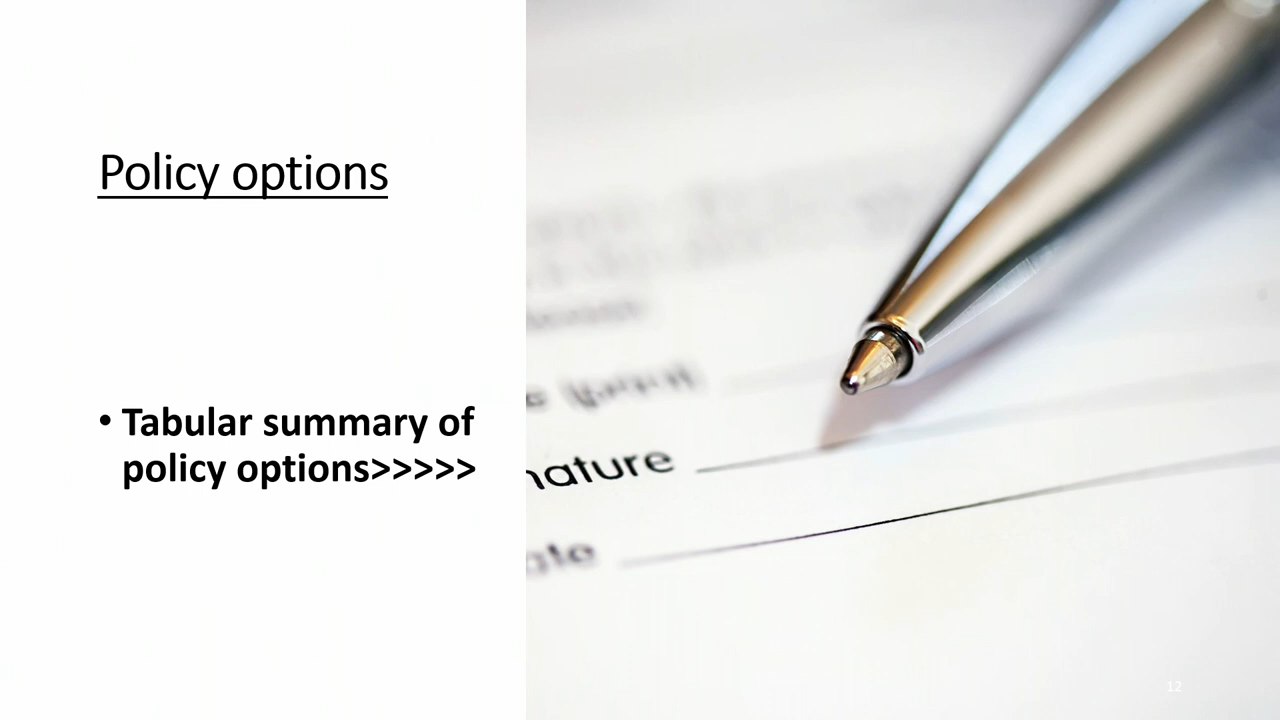 Policy options
• Tabular summary of
policy options>>>>>
nature
ate
12